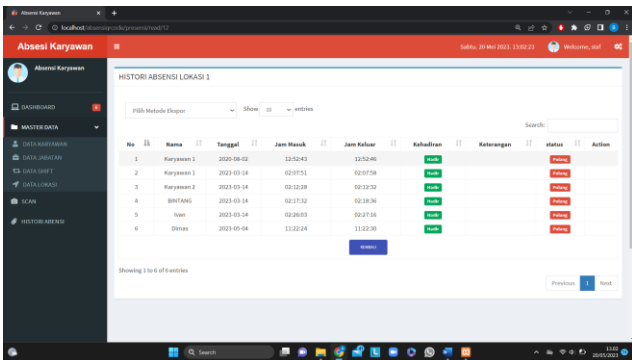 Absensi Karyawan
localhost/absensiqrcode/presensi/read/12
Absesi Karyawan
Sabtu, 20 Mei 2023, 13:02:23
Welcome, staf
Absensi Karyawan
DASHBOARD
MASTER DATA
DATA KARYAWAN
DATA JABATAN
DATA SHIFT
DATA LOKASI
SCAN
HISTORI ABENSI
HISTORI ABSENSI LOKASI 1
Pilih Metode Ekspor Show 10 entries
Search:
No Nama Tanggal Jam Masuk Jam Keluar Kehadiran Keterangan status Action
1 Karyawan 1 2020-08-02 12:52:43 12:52:46 Hadir Pulang
2 Karyawan 1 2023-03-14 02:07:51 02:07:58 Hadir Pulang
3 Karyawan 2 2023-03-14 02:12:28 02:12:32 Hadir Pulang
4 BINTANG 2023-03-14 02:17:32 02:18:36 Hadir Pulang
5 Ivan 2023-03-14 02:26:03 02:27:16 Hadir Pulang
6 Dimas 2023-05-04 11:22:24 11:22:30 Hadir Pulang
KEMBALI
Showing 1 to 6 of 6 entries
Previous 1 Next
Search
13.02
20/05/2023